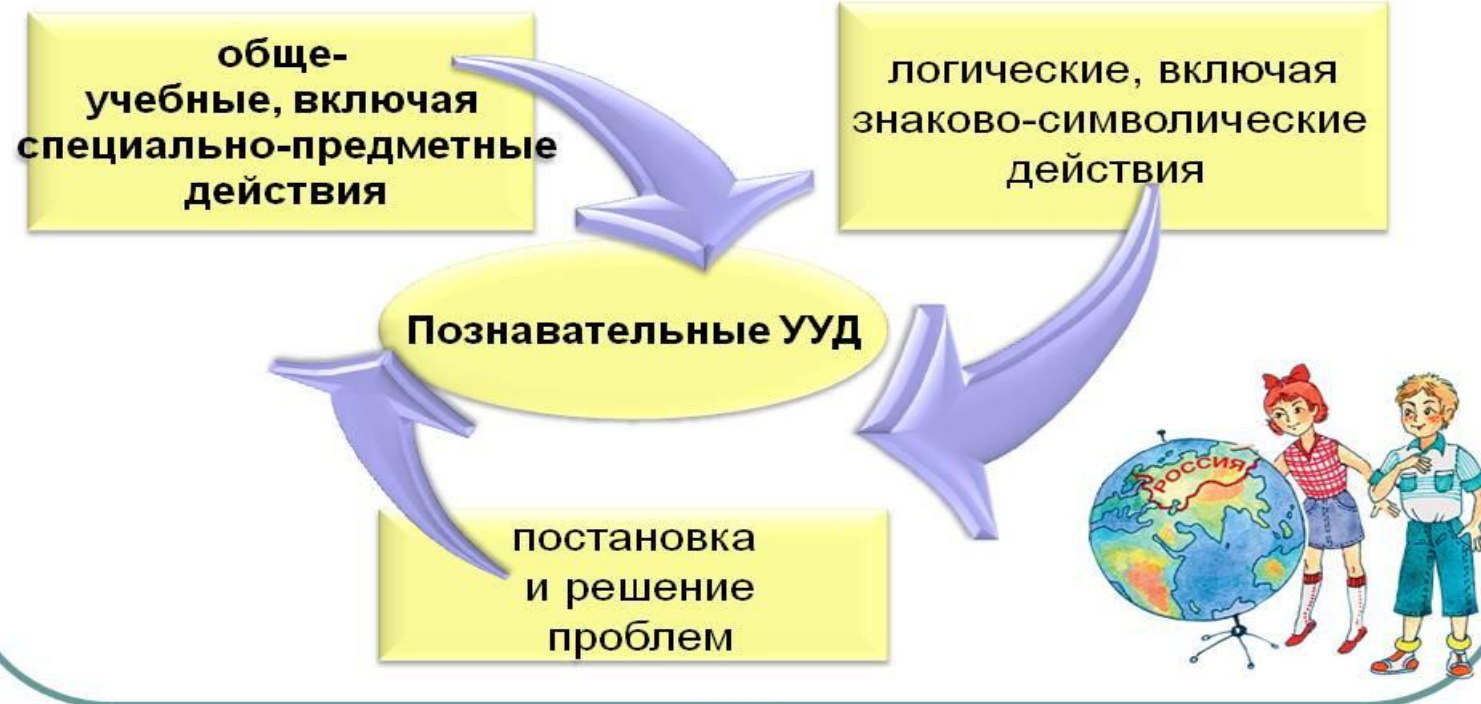 обще-
учебные, включая
специально-предметные
действия
логические, включая
знаково-символические
действия
Познавательные УУД
постановка
и решение
проблем
РОССИЯ